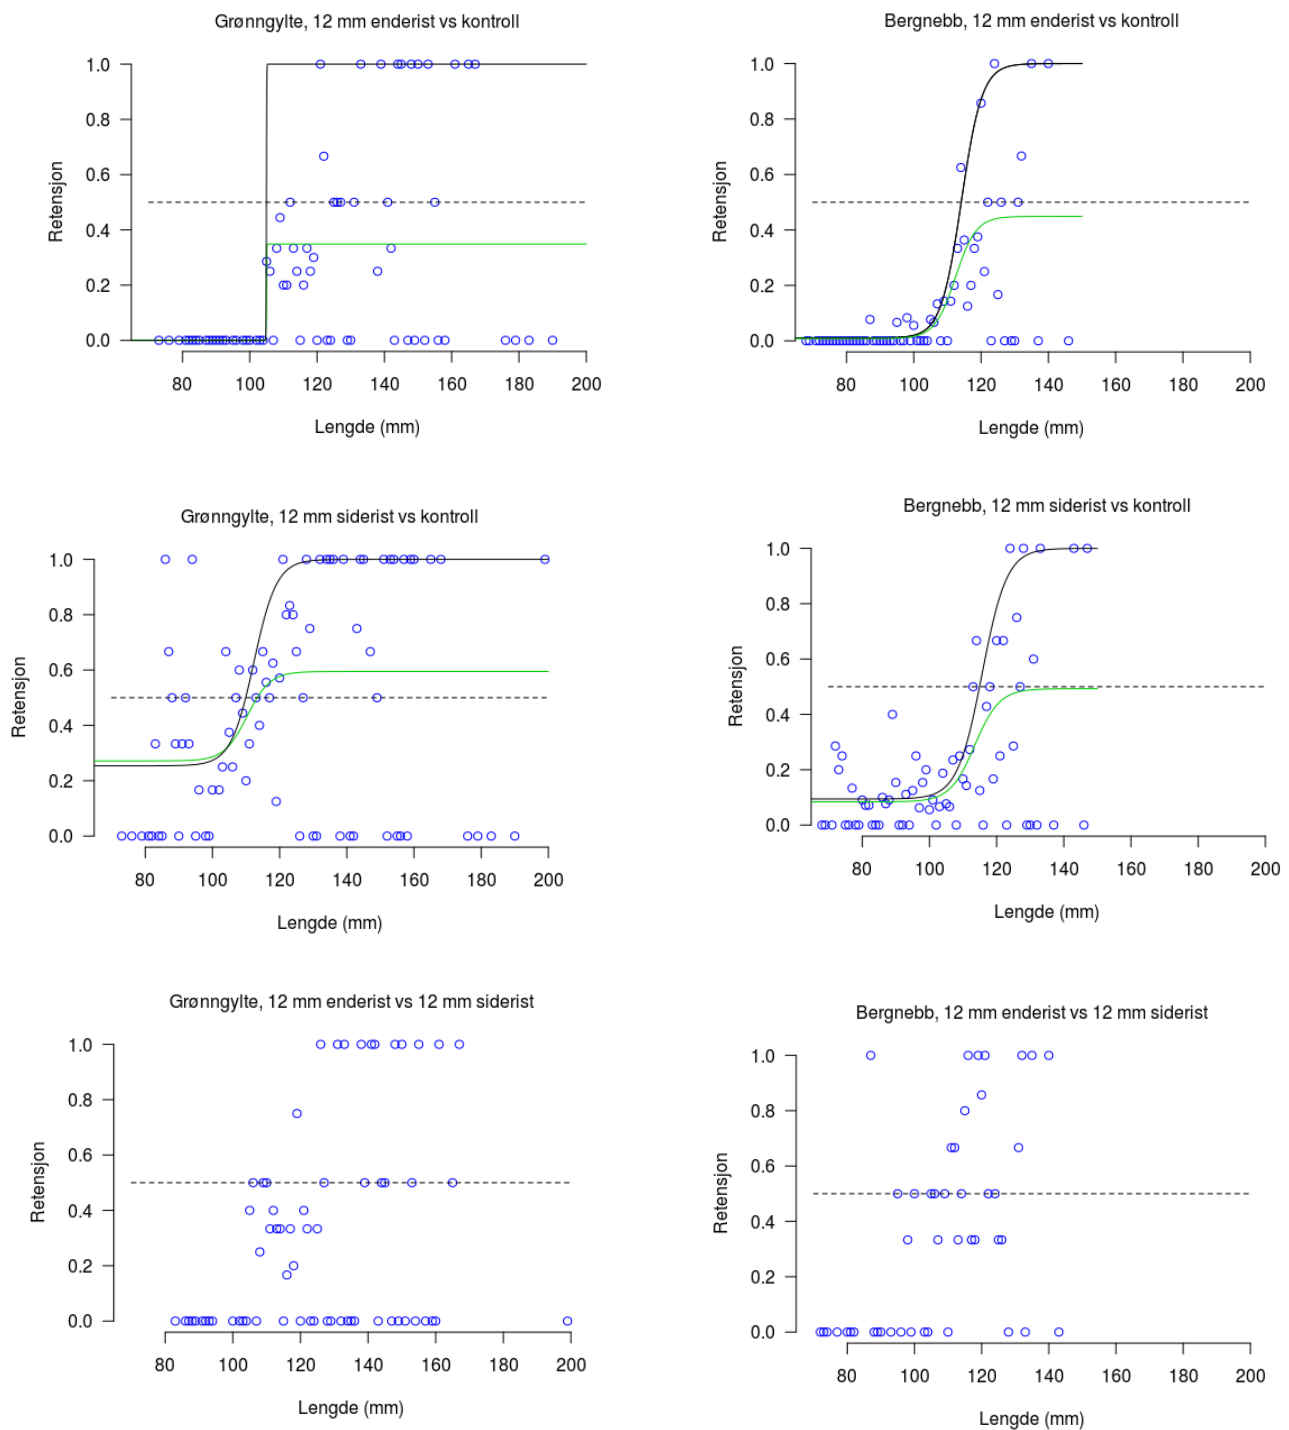 Grønngylte, 12 mm enderist vs kontroll
1.0
0.8
0.6
0.4
0.2
0.0
Retensjon
80 100 120 140 160 180 200
Lengde (mm)
Bergnebb, 12 mm enderist vs kontroll
1.0
0.8
0.6
0.4
0.2
0.0
Retensjon
80 100 120 140 160 180 200
Lengde (mm)
Grønngylte, 12 mm siderist vs kontroll
1.0
0.8
0.6
0.4
0.2
0.0
Retensjon
80 100 120 140 160 180 200
Lengde (mm)
Bergnebb, 12 mm siderist vs kontroll
1.0
0.8
0.6
0.4
0.2
0.0
Retensjon
80 100 120 140 160 180 200
Lengde (mm)
Grønngylte, 12 mm enderist vs 12 mm siderist
1.0
0.8
0.6
0.4
0.2
0.0
Retensjon
80 100 120 140 160 180 200
Lengde (mm)
Bergnebb, 12 mm enderist vs 12 mm siderist
1.0
0.8
0.6
0.4
0.2
0.0
Retensjon
80 100 120 140 160 180 200
Lengde (mm)